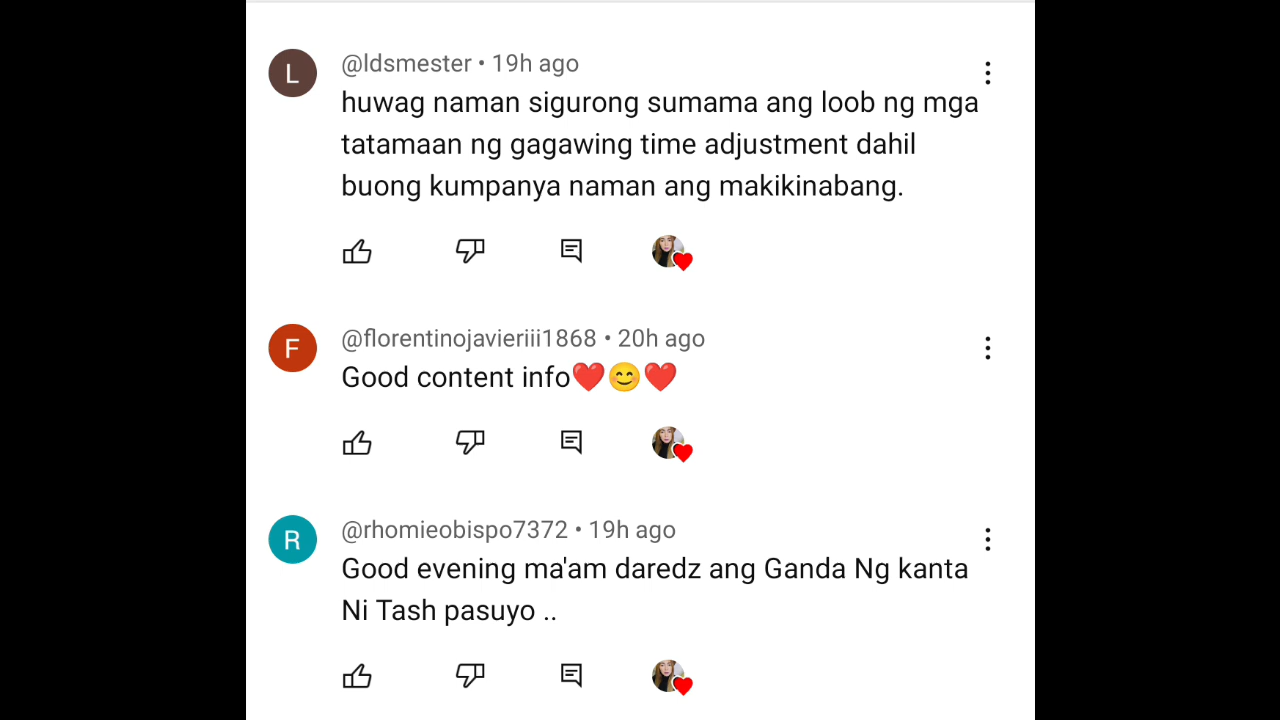 L
@ldsmester • 19h ago
huwag naman sigurong sumama ang loob ng mga
tatamaan ng gagawing time adjustment dahil
buong kumpanya naman ang makikinabang.
F
@florentinojavieriii1868 • 20h ago
Good content info❤️😊❤️
R
@rhomieobispo7372 • 19h ago
Good evening ma'am daredz ang Ganda Ng kanta
Ni Tash pasuyo ..